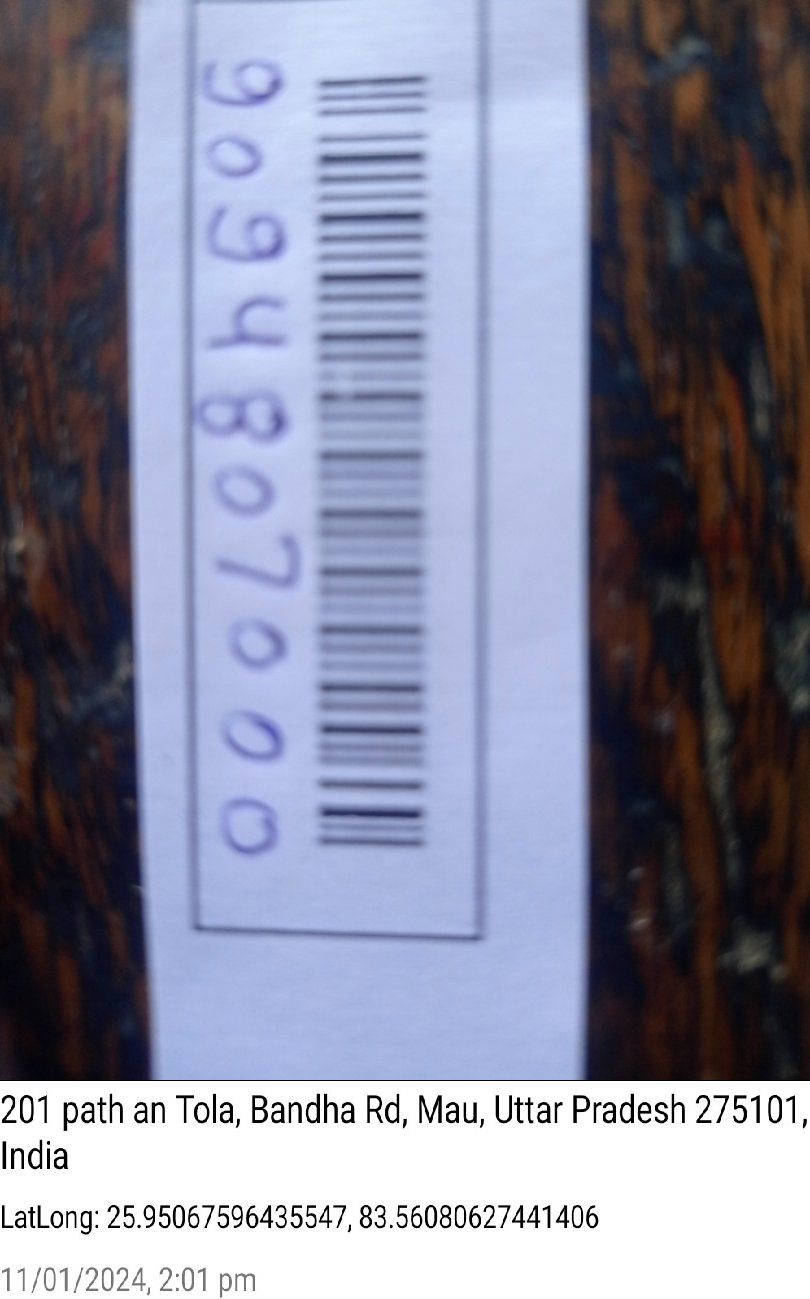 9094807000
201 path an Tola, Bandha Rd, Mau, Uttar Pradesh 275101,
India
LatLong: 25.95067596435547, 83.56080627441406
11/01/2024, 2:01 pm